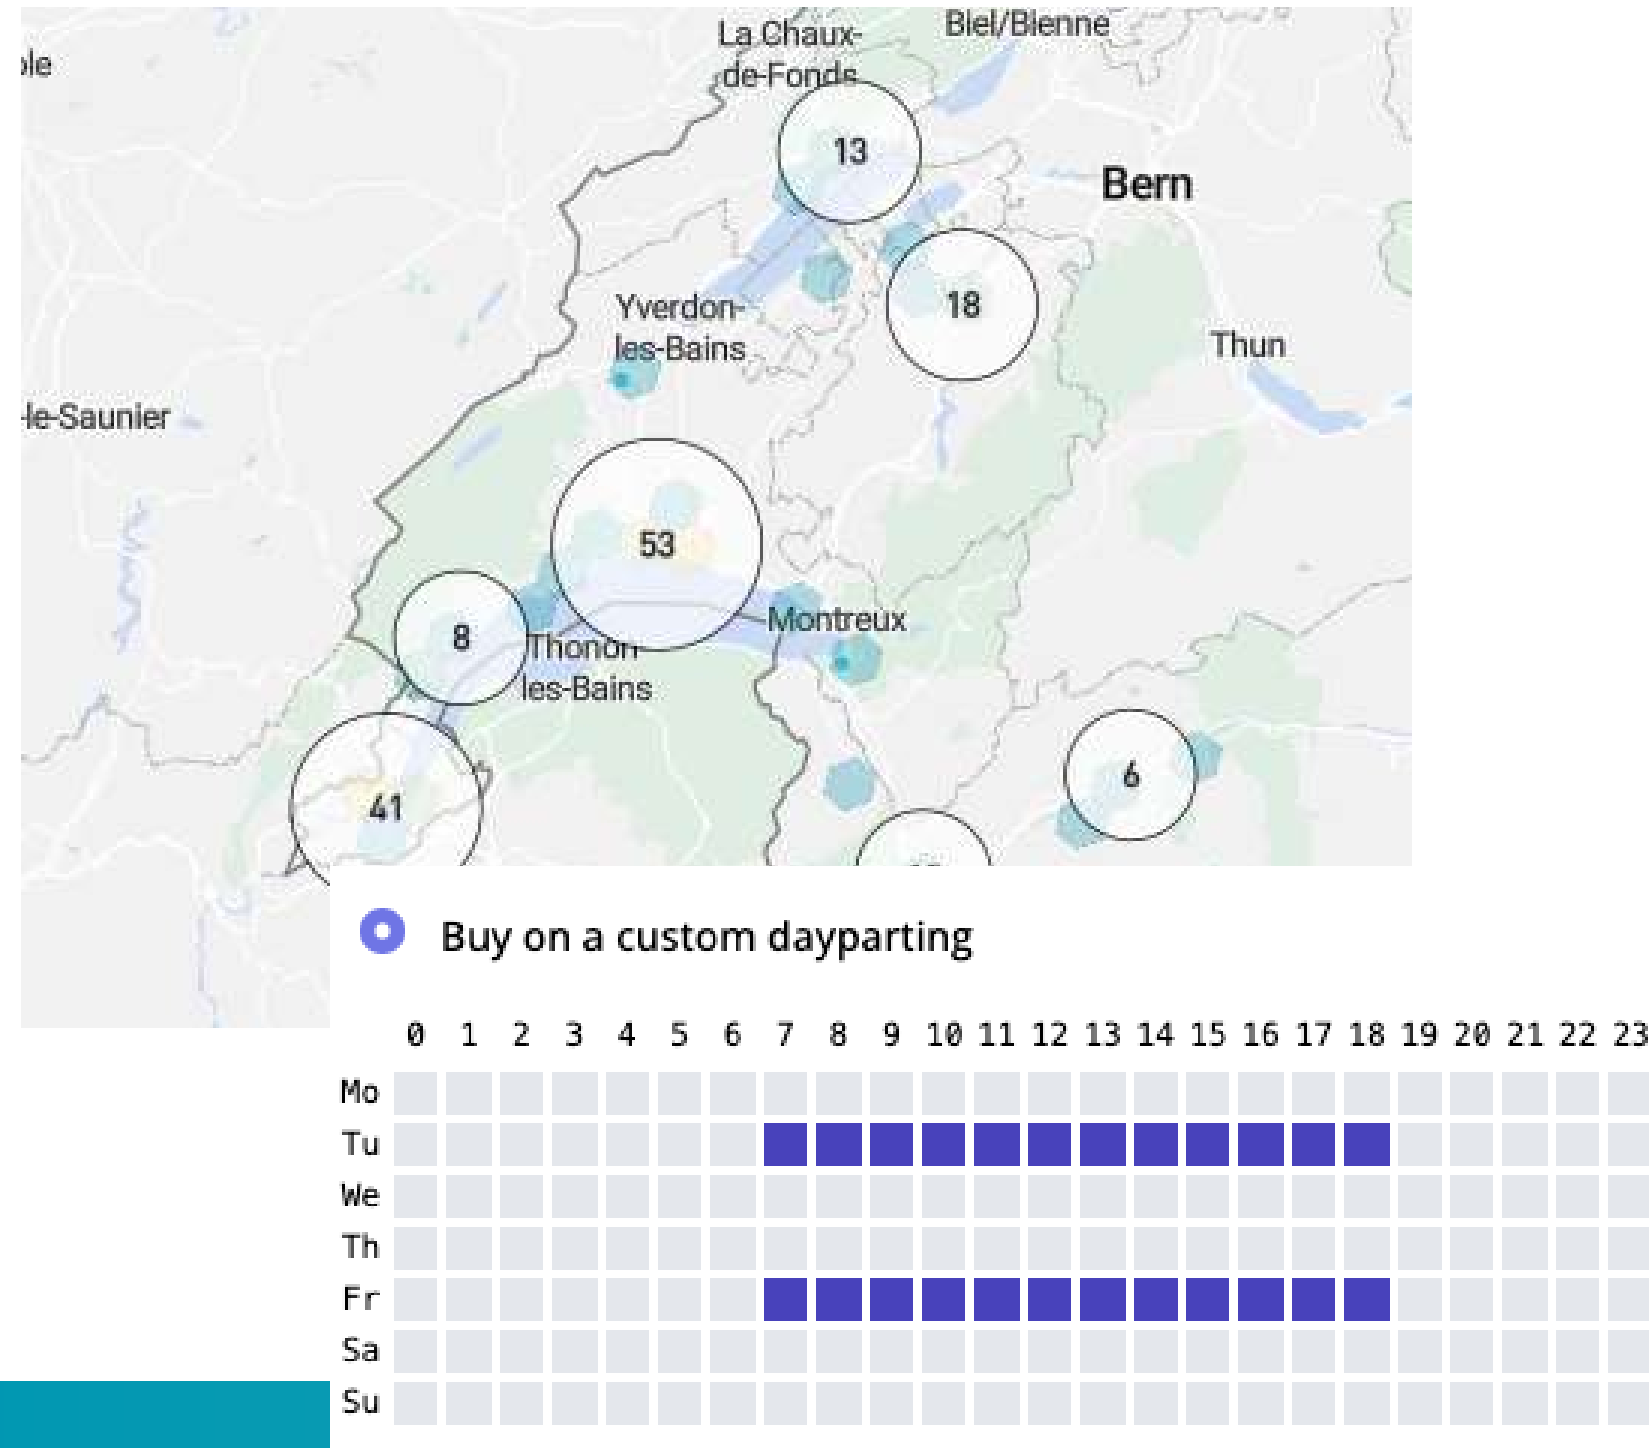 La Chaux-
de-Fonds
Biel/Bienne
13
Bern
18
Yverdon-
les-Bains
Thun
-le-Saunier
53
8
Montreux
Thonon
les-Bains
6
41
Buy on a custom dayparting
0 1 2 3 4 5 6 7 8 9 10 11 12 13 14 15 16 17 18 19 20 21 22 23
Mo
Tu
We
Th
Fr
Sa
Su